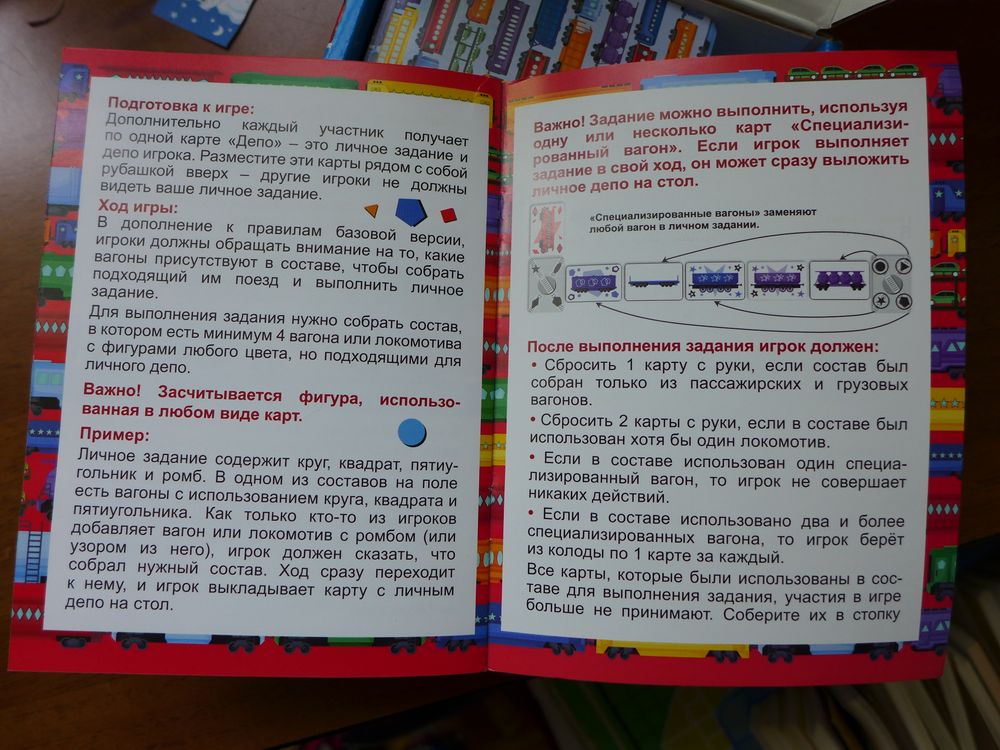 Подготовка к игре:
Дополнительно каждый участник получает
по одной карте «Депо» – это личное задание и
депо игрока. Разместите эти карты рядом с собой
рубашкой вверх – другие игроки не должны
видеть ваше личное задание.
Ход игры:
В дополнение к правилам базовой версии,
игроки должны обращать внимание на то, какие
вагоны присутствуют в составе, чтобы собрать
подходящий им поезд и выполнить личное
задание.
Для выполнения задания нужно собрать состав,
в котором есть минимум 4 вагона или локомотива
с фигурами любого цвета, но подходящими для
личного депо.
Важно! Засчитывается фигура, использо-
ванная в любом виде карт.
Пример:
Личное задание содержит круг, квадрат, пятиу-
гольник и ромб. В одном из составов на поле
есть вагоны с использованием круга, квадрата и
пятиугольника. Как только кто-то из игроков
добавляет вагон или локомотив с ромбом (или
узором из него), игрок должен сказать, что
собрал нужный состав. Ход сразу переходит
к нему, и игрок выкладывает карту с личным
депо на стол.
Важно! Задание можно выполнить, используя
одну или несколько карт «Специализи-
рованный вагон». Если игрок выполняет
задание в свой ход, он может сразу выложить
личное депо на стол.
«Специализированные вагоны» заменяют
любой вагон в личном задании.
После выполнения задания игрок должен:
• Сбросить 1 карту с руки, если состав был
собран только из пассажирских и грузовых
вагонов.
• Сбросить 2 карты с руки, если в составе был
использован хотя бы один локомотив.
• Если в составе использован один специа-
лизированный вагон, то игрок не совершает
никаких действий.
• Если в составе использовано два и более
специализированных вагона, то игрок берёт
из колоды по 1 карте за каждый.
Все карты, которые были использованы в сос-
таве для выполнения задания, участия в игре
больше не принимают. Соберите их в стопку